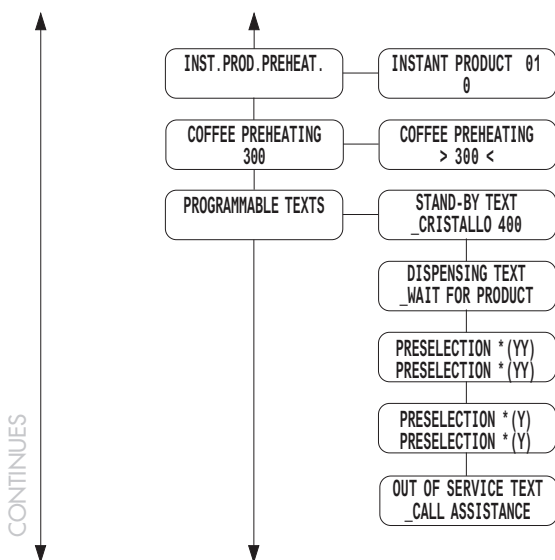 INST.PROD.PREHEAT.
INSTANT PRODUCT 01
0
COFFEE PREHEATING
300
COFFEE PREHEATING
> 300 <
PROGRAMMABLE TEXTS
STAND-BY TEXT
_CRISTALLO 400
DISPENSING TEXT
_WAIT FOR PRODUCT
PRESELECTION *(YY)
PRESELECTION *(YY)
PRESELECTION *(Y)
PRESELECTION *(Y)
OUT OF SERVICE TEXT
_CALL ASSISTANCE
CONTINUES